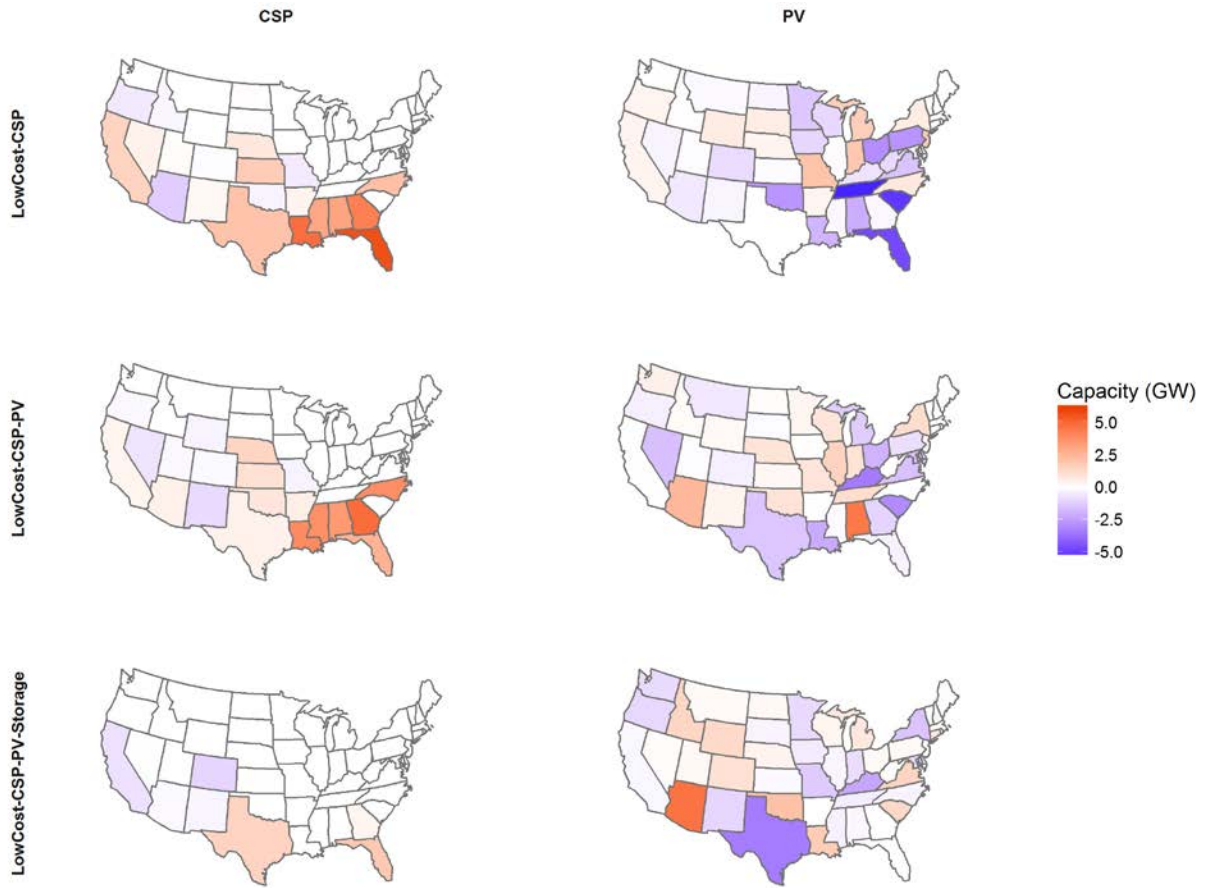 CSP
PV
LowCost-CSP
LowCost-CSP-PV
Capacity (GW)
5.0
2.5
0.0
-2.5
-5.0
LowCost-CSP-PV-Storage